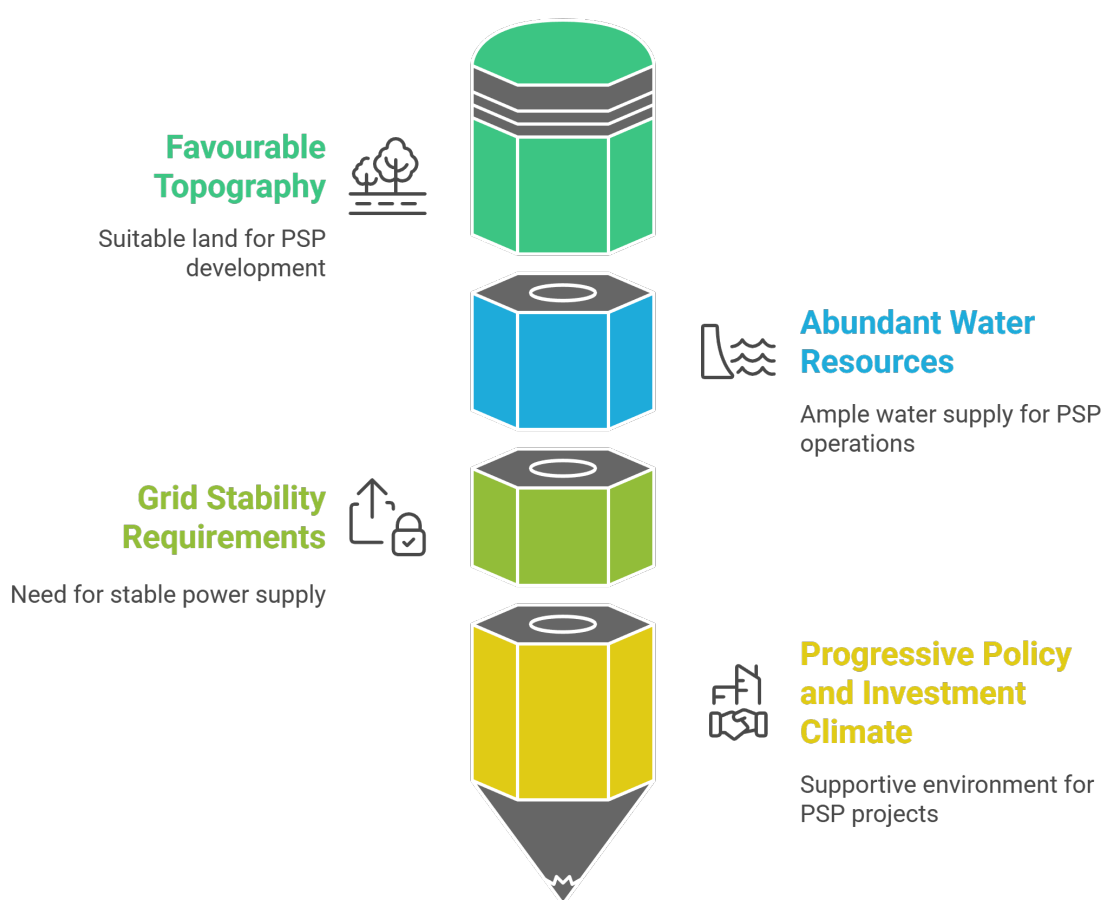 Favourable
Topography
Suitable land for PSP
development
Abundant Water
Resources
Ample water supply for PSP
operations
Grid Stability
Requirements
Need for stable power supply
Progressive Policy
and Investment
Climate
Supportive environment for
PSP projects